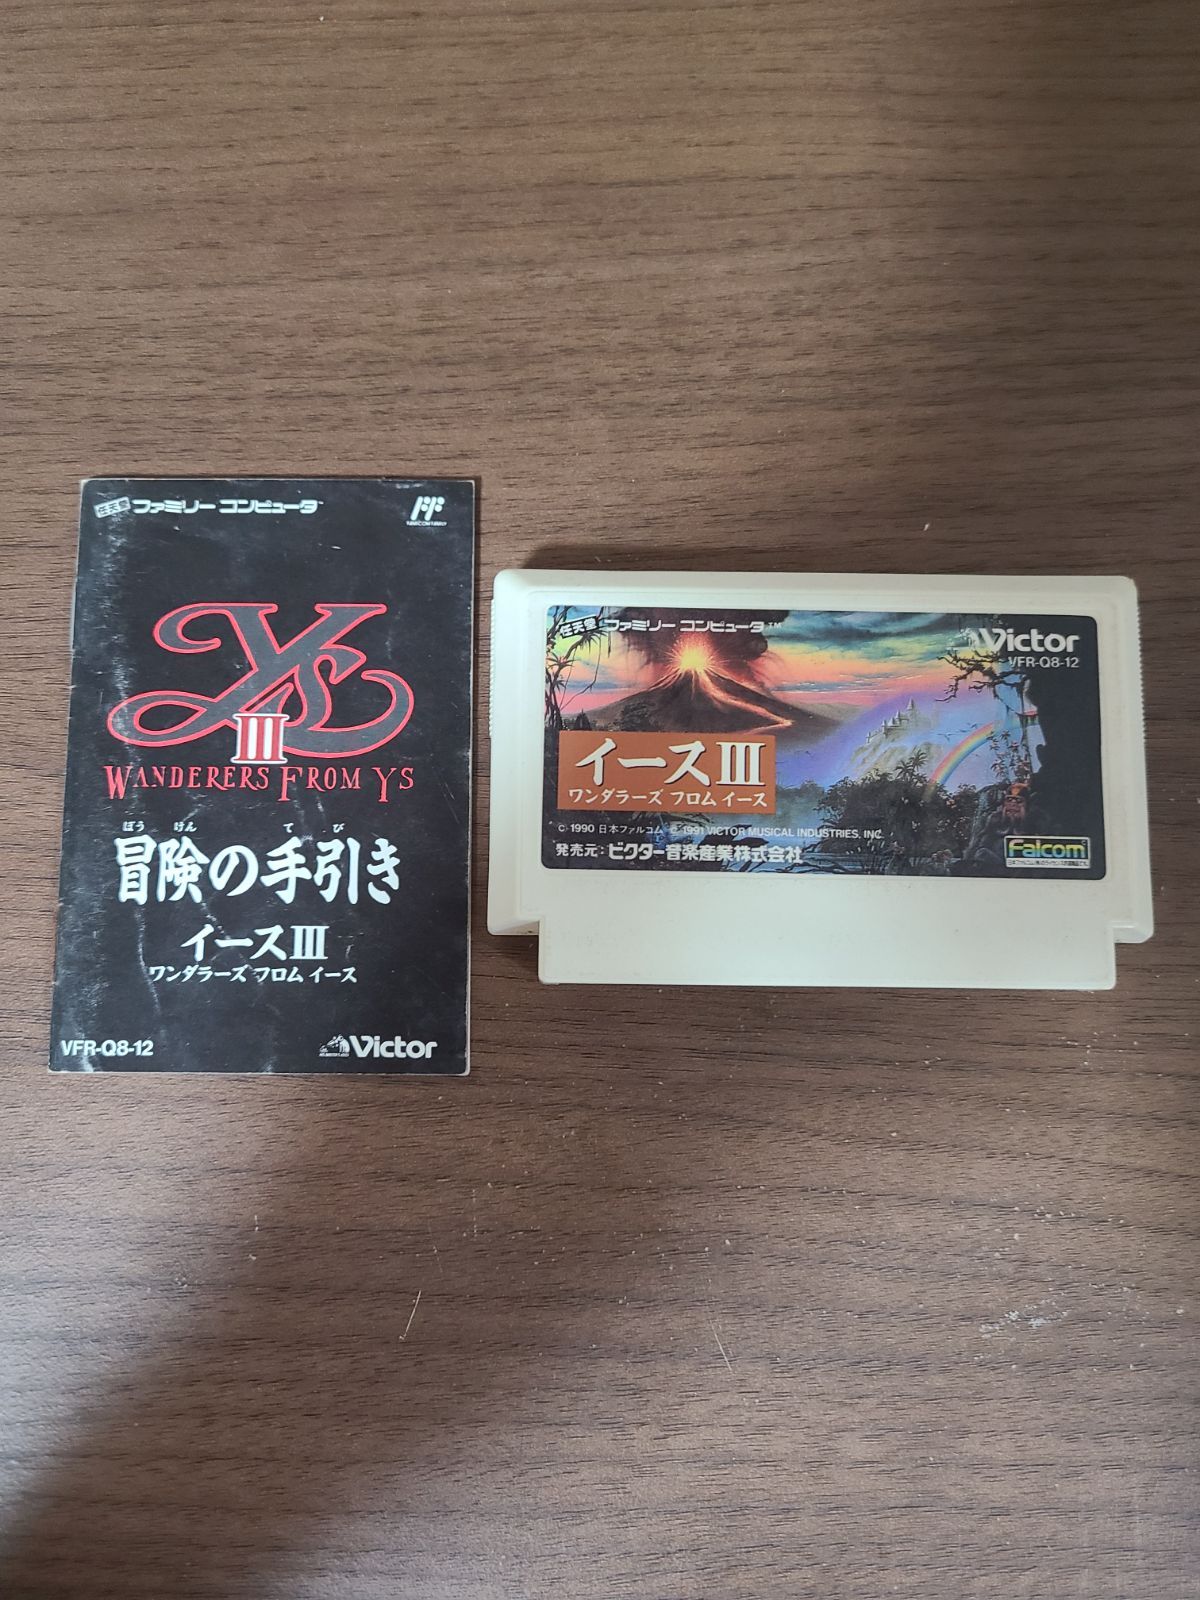 任天堂 ファミリーコンピュータ™
FAMICOM FAMILY
Ys
III
WANDERERS FROM YS
ぼう けん て び
冒険の手引き
イースIII
ワンダラーズ フロム イース
VFR-Q8-12
Victor
任天堂 ファミリーコンピュータ™
Victor
VFR-Q8-12
イースIII
ワンダラーズ フロム イース
© 1990 日本ファルコム © 1991 VICTOR MUSICAL INDUSTRIES, INC.
発売元：ビクター音楽産業株式会社
Falcom